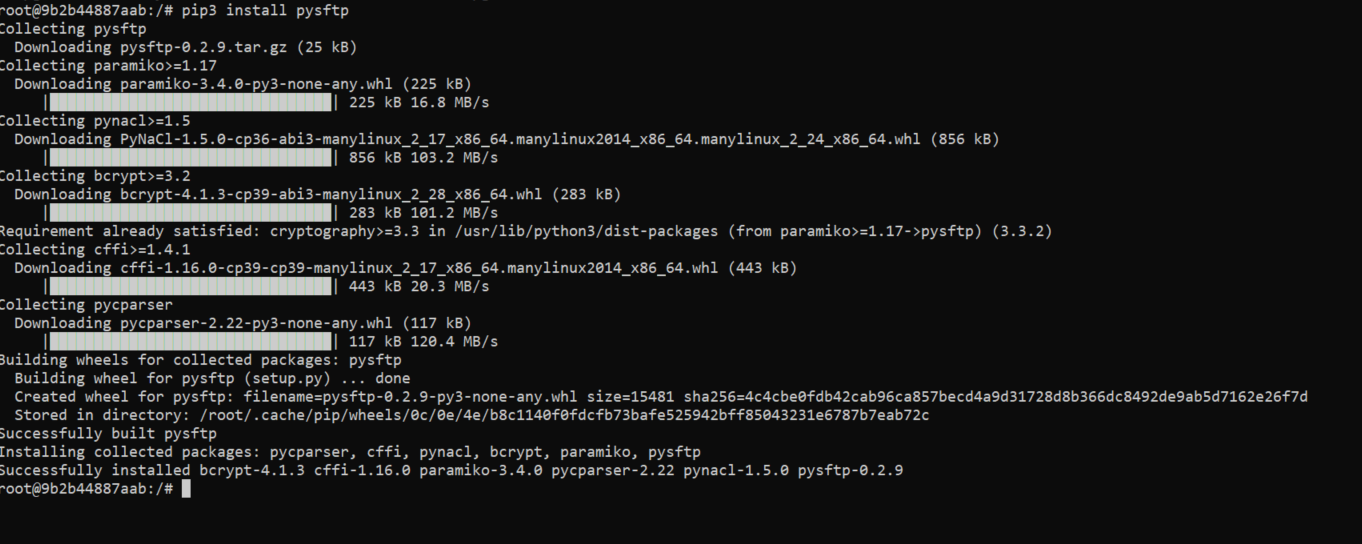 root@9b2b44887aab:/# pip3 install pysftp
Collecting pysftp
Downloading pysftp-0.2.9.tar.gz (25 kB)
Collecting paramiko>=1.17
Downloading paramiko-3.4.0-py3-none-any.whl (225 kB)
|████████████████████████████████| 225 kB 16.8 MB/s
Collecting pynacl>=1.5
Downloading PyNaCl-1.5.0-cp36-abi3-manylinux_2_17_x86_64.manylinux2014_x86_64.manylinux_2_24_x86_64.whl (856 kB)
|████████████████████████████████| 856 kB 103.2 MB/s
Collecting bcrypt>=3.2
Downloading bcrypt-4.1.3-cp39-abi3-manylinux_2_28_x86_64.whl (283 kB)
|████████████████████████████████| 283 kB 101.2 MB/s
Requirement already satisfied: cryptography>=3.3 in /usr/lib/python3/dist-packages (from paramiko>=1.17->pysftp) (3.3.2)
Collecting cffi>=1.4.1
Downloading cffi-1.16.0-cp39-cp39-manylinux_2_17_x86_64.manylinux2014_x86_64.whl (443 kB)
|████████████████████████████████| 443 kB 20.3 MB/s
Collecting pycparser
Downloading pycparser-2.22-py3-none-any.whl (117 kB)
|████████████████████████████████| 117 kB 120.4 MB/s
Building wheels for collected packages: pysftp
Building wheel for pysftp (setup.py) ... done
Created wheel for pysftp: filename=pysftp-0.2.9-py3-none-any.whl size=15481 sha256=4c4cbe0fdb42cab96ca857becd4a9d31728d8b366dc8492de9ab5d7162e26f7d
Stored in directory: /root/.cache/pip/wheels/0c/0e/4e/b8c1140f0fdcfb73bafe525942bff85043231e6787b7eab72c
Successfully built pysftp
Installing collected packages: pycparser, cffi, pynacl, bcrypt, paramiko, pysftp
Successfully installed bcrypt-4.1.3 cffi-1.16.0 paramiko-3.4.0 pycparser-2.22 pynacl-1.5.0 pysftp-0.2.9
root@9b2b44887aab:/#